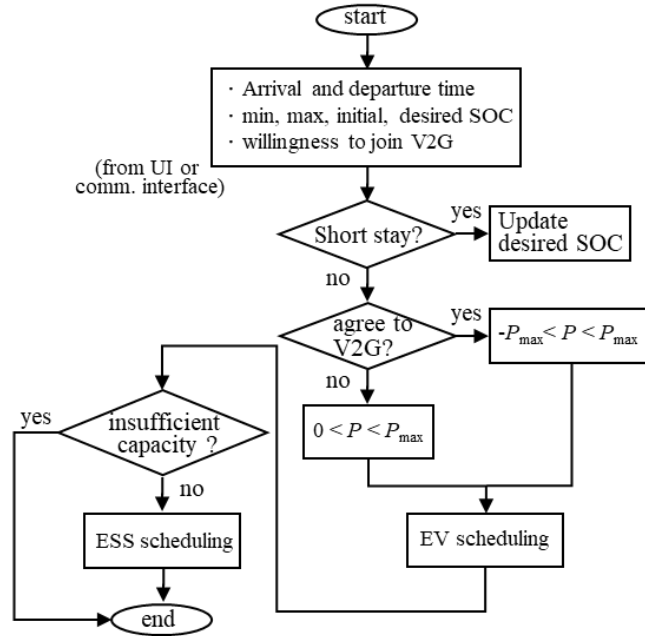 start
· Arrival and departure time
· min, max, initial, desired SOC
· willingness to join V2G
(from UI or
comm. interface)
Short stay?
yes
Update
desired SOC
no
agree to
V2G?
yes
-Pmax < P < Pmax
no
0 < P < Pmax
yes
insufficient
capacity ?
no
ESS scheduling
EV scheduling
end